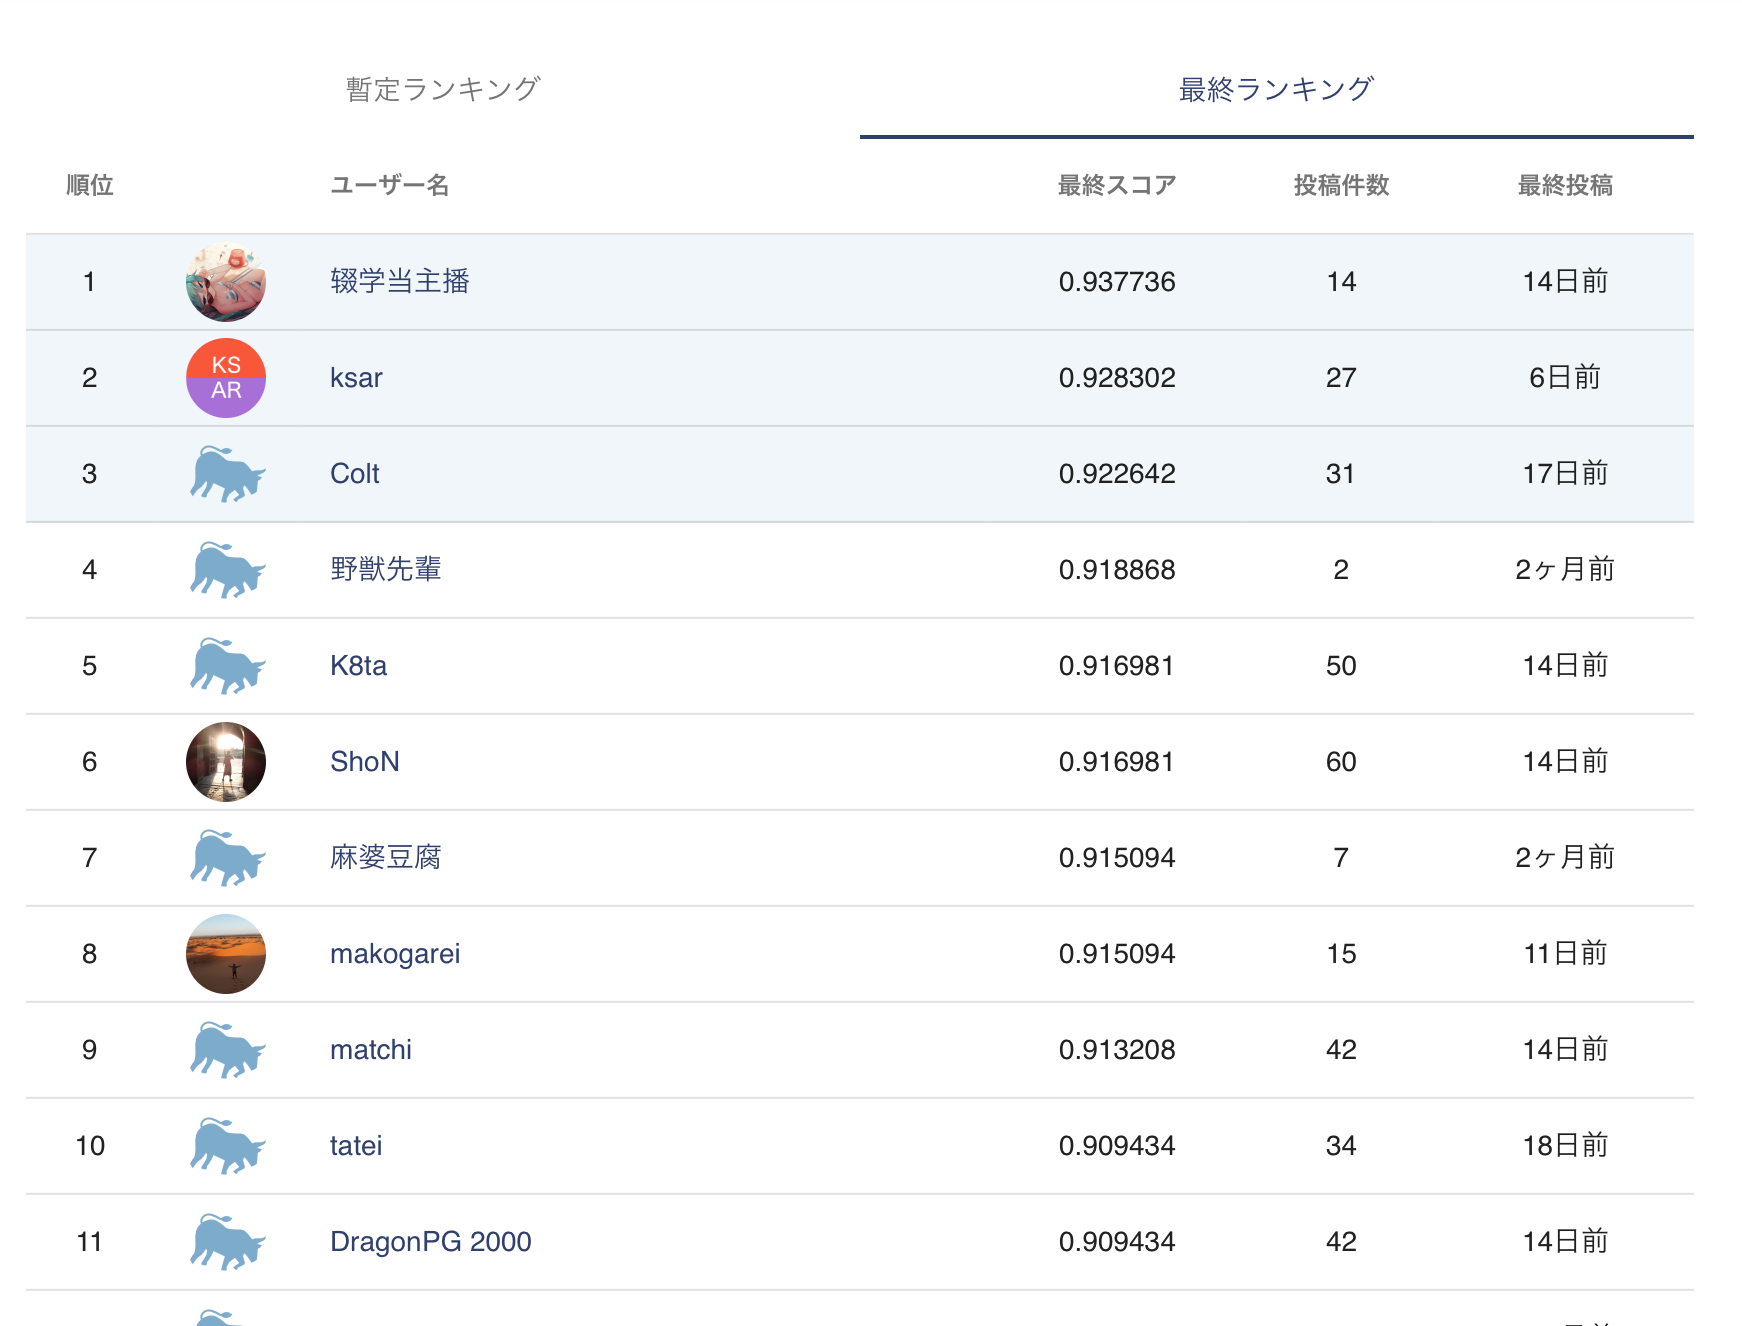 暫定ランキング 最終ランキング
順位 ユーザー名 最終スコア 投稿件数 最終投稿
1 辍学当主播 0.937736 14 14日前
2 KS AR ksar 0.928302 27 6日前
3 Colt 0.922642 31 17日前
4 野獣先輩 0.918868 2 2ヶ月前
5 K8ta 0.916981 50 14日前
6 ShoN 0.916981 60 14日前
7 麻婆豆腐 0.915094 7 2ヶ月前
8 makogarei 0.915094 15 11日前
9 matchi 0.913208 42 14日前
10 tatei 0.909434 34 18日前
11 DragonPG 2000 0.909434 42 14日前